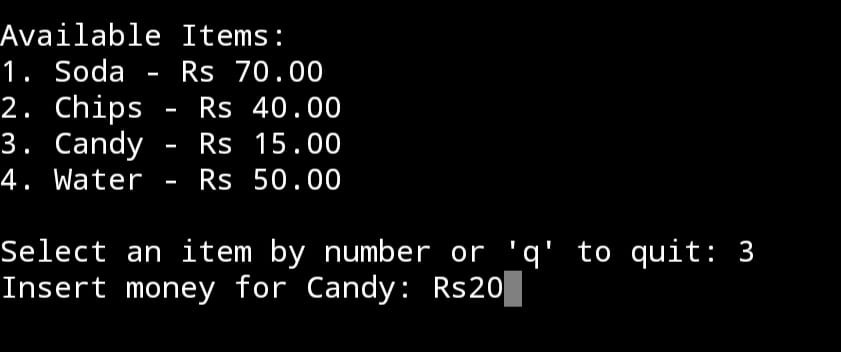 Available Items:
1. Soda - Rs 70.00
2. Chips - Rs 40.00
3. Candy - Rs 15.00
4. Water - Rs 50.00
Select an item by number or 'q' to quit: 3
Insert money for Candy: Rs20